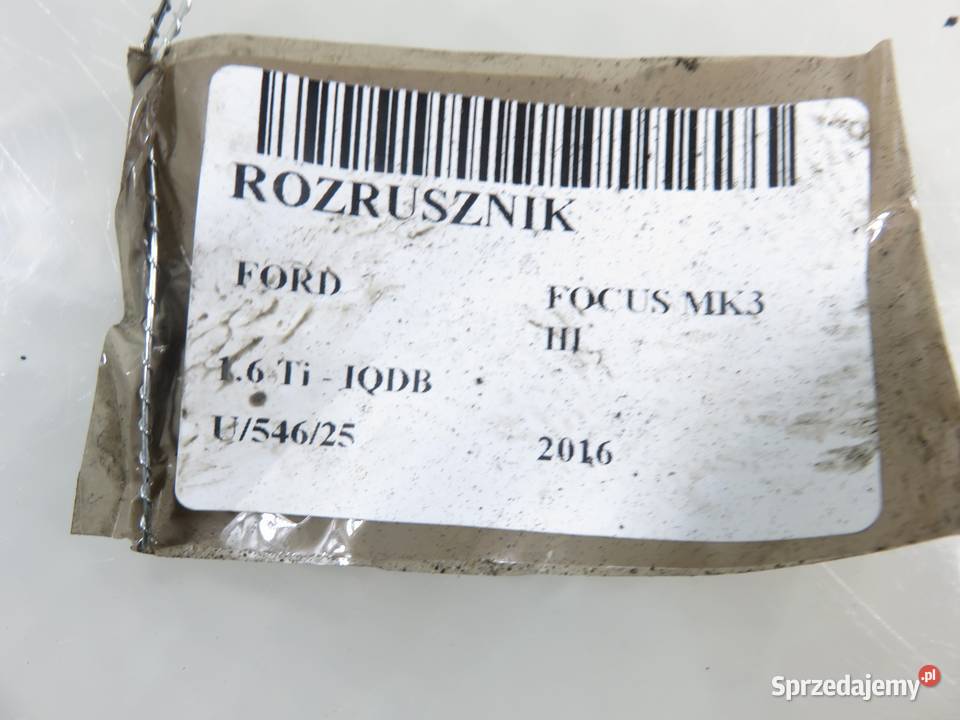 ROZRUSZNIK
FORD
FOCUS MK3
III
1.6 Ti - IQDB
U/546/25
2016
Sprzedajemy.pl